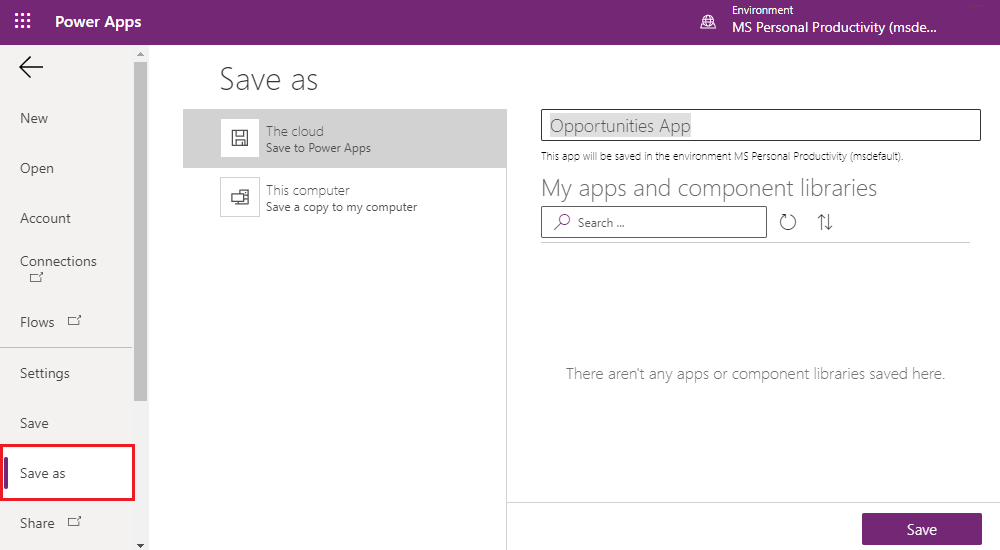 Power Apps
Environment
MS Personal Productivity (msde...
New
Open
Account
Connections
Flows
Settings
Save
Save as
Share
Save as
The cloud
Save to Power Apps
This computer
Save a copy to my computer
Opportunities App
This app will be saved in the environment MS Personal Productivity (msdefault).
My apps and component libraries
Search ...
There aren't any apps or component libraries saved here.
Save